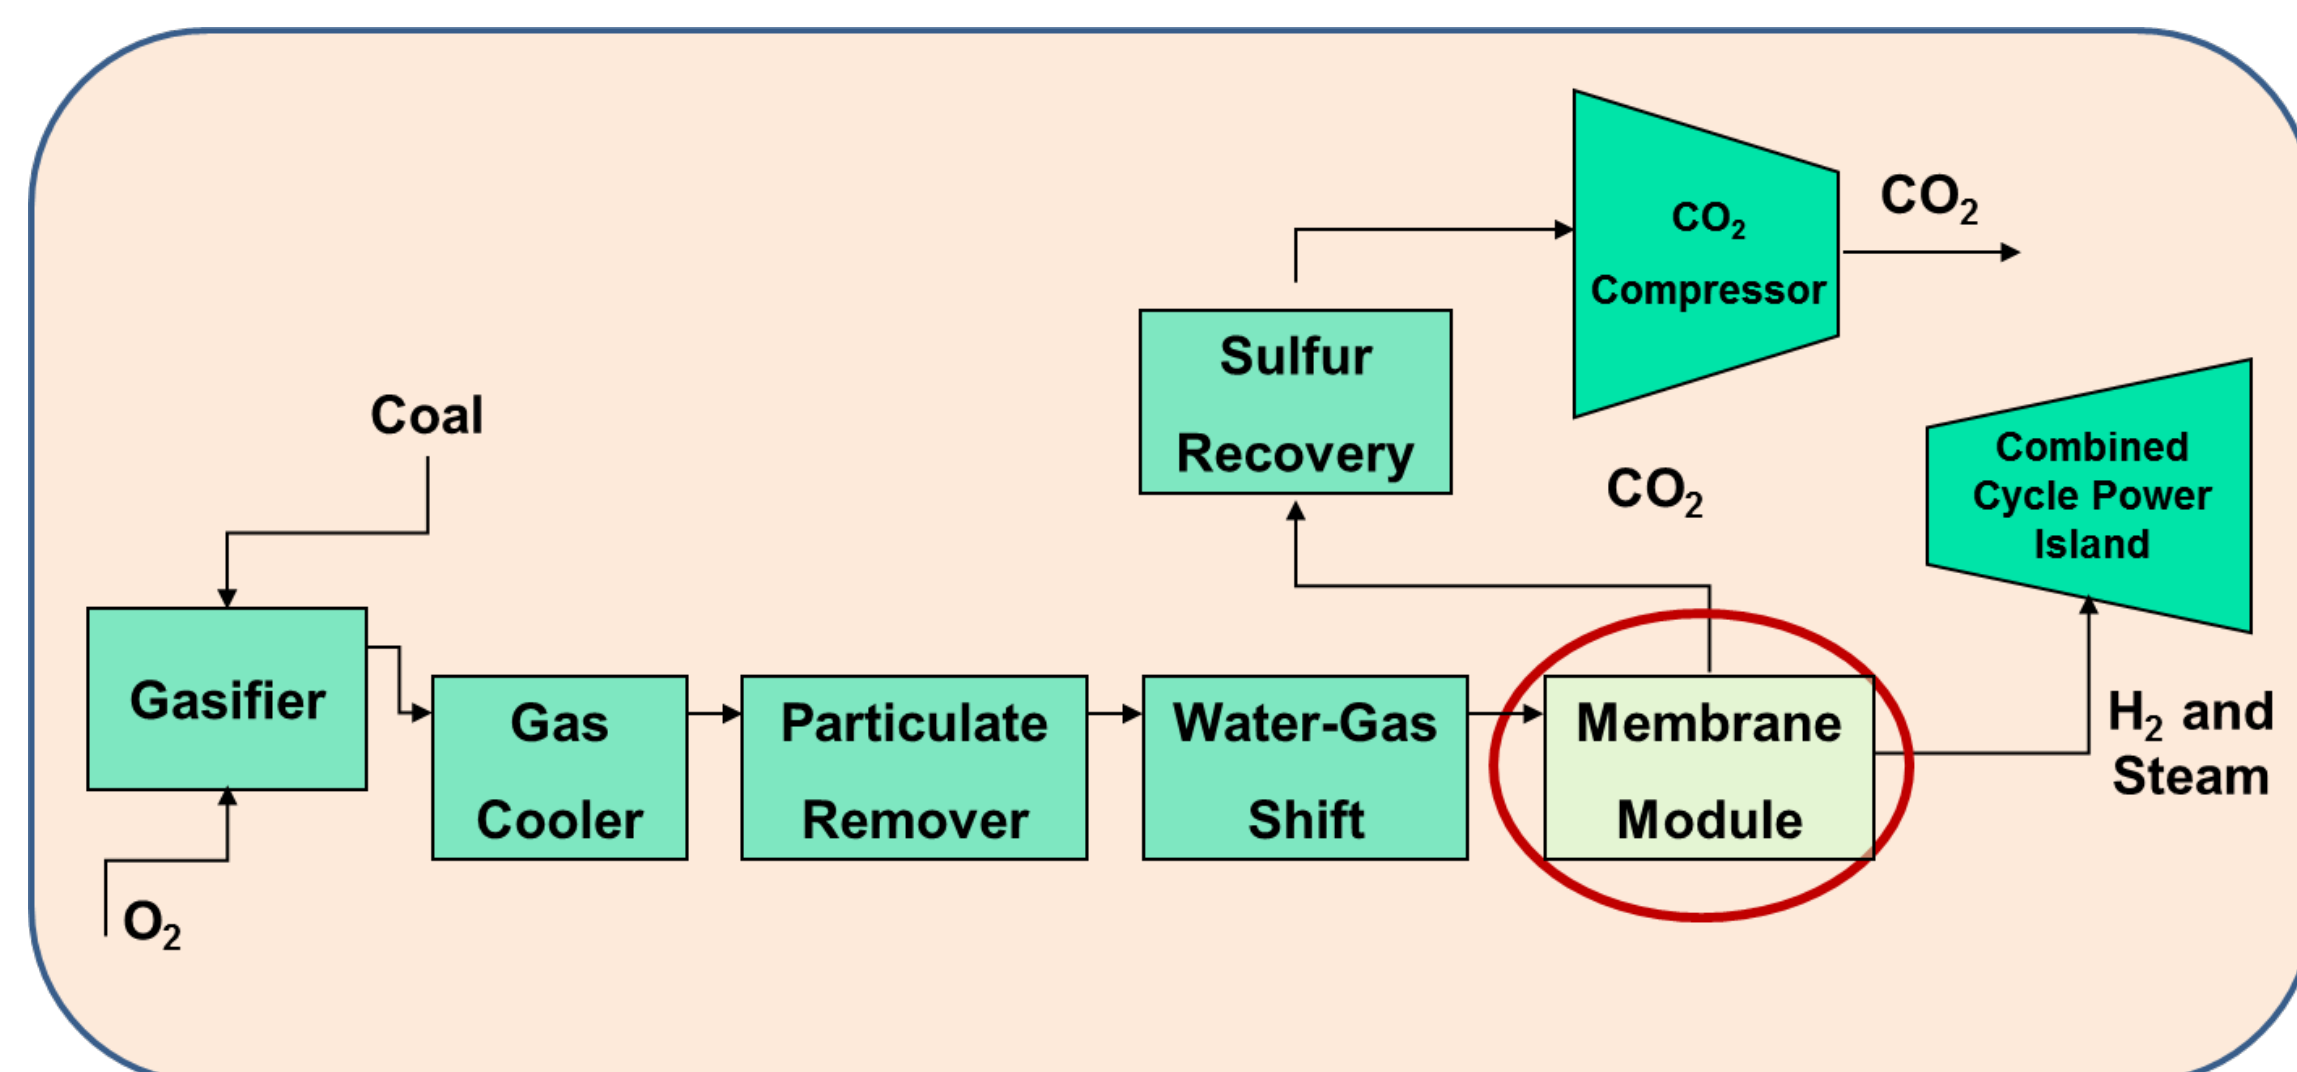 CO₂
Compressor
CO₂
Sulfur
Recovery
Coal
CO₂
Combined
Cycle Power
Island
Gasifier
Gas
Cooler
Particulate
Remover
Water-Gas
Shift
Membrane
Module
H₂ and
Steam
O₂